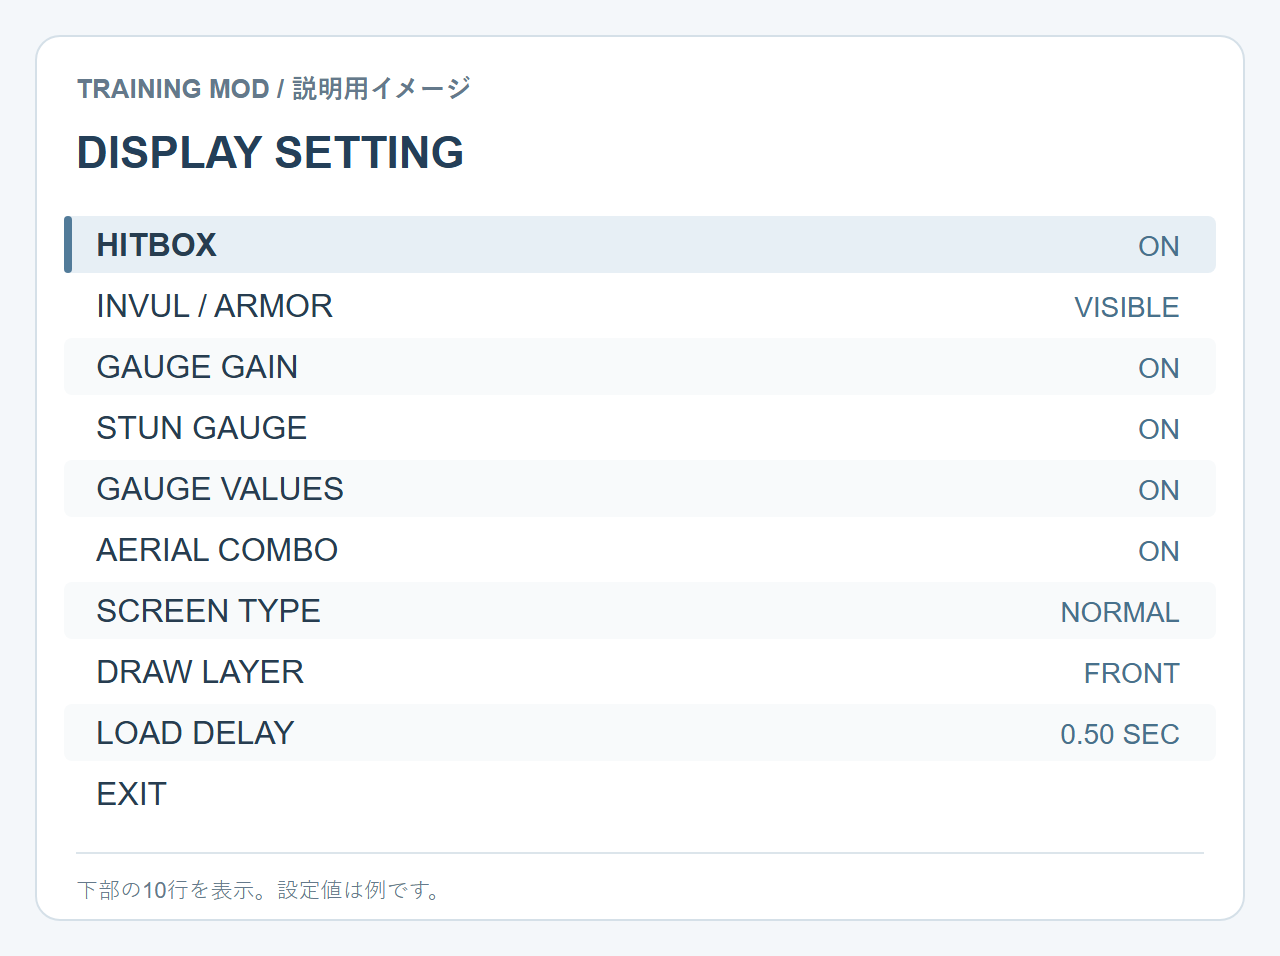 TRAINING MOD / 説明用イメージ
DISPLAY SETTING
HITBOX ON
INVUL / ARMOR VISIBLE
GAUGE GAIN ON
STUN GAUGE ON
GAUGE VALUES ON
AERIAL COMBO ON
SCREEN TYPE NORMAL
DRAW LAYER FRONT
LOAD DELAY 0.50 SEC
EXIT
下部の10行を表示。設定値は例です。